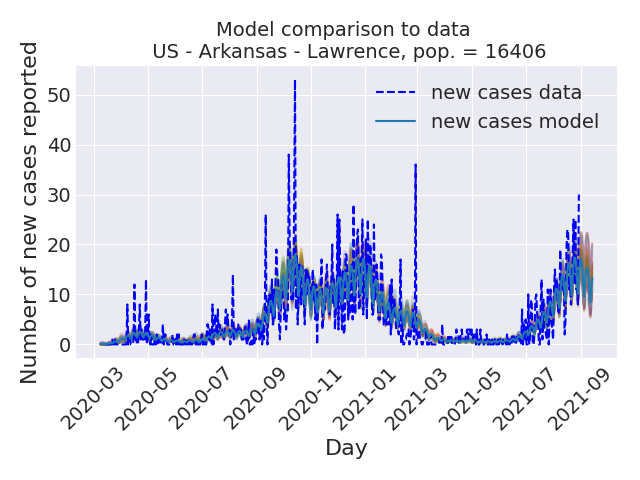 Model comparison to data
US - Arkansas - Lawrence, pop. = 16406
Number of new cases reported
50
40
30
20
10
0
new cases data
new cases model
2020-03
2020-05
2020-07
2020-09
2020-11
2021-01
2021-03
2021-05
2021-07
2021-09
Day